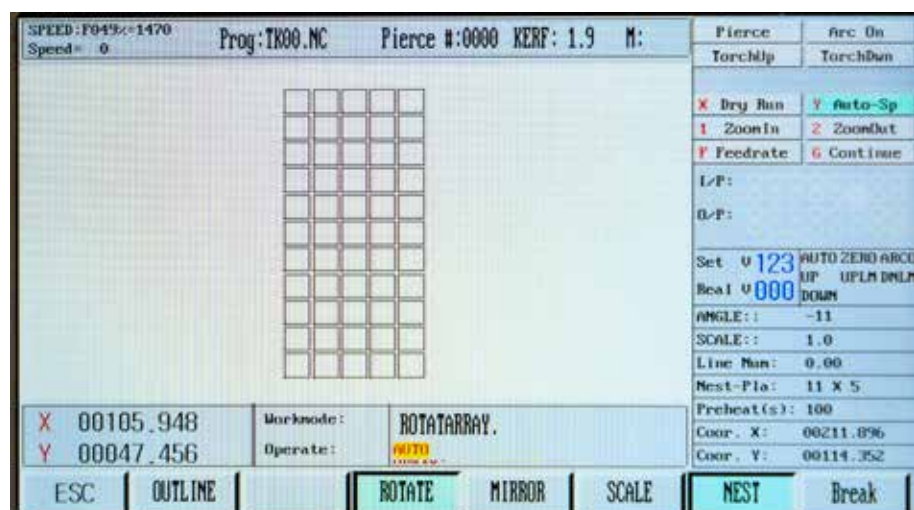 SPEED:F049%=1470
Speed= 0
Prog:TK00.NC Pierce #:0000 KERF: 1.9 M:
Pierce Arc On
TorchUp TorchDwn
X Dry Run Y Auto-Sp
1 ZoomIn 2 ZoomOut
F Feedrate G Continue
I/P:
O/P:
Set V 123 AUTO ZERO ARCO
UP UPLM DNLM
Real V 000 DOWN
ANGLE:: -11
SCALE:: 1.0
Line Num: 0.00
Nest-Pla: 11 X 5
Preheat(s): 100
Coor. X: 00211.896
Coor. Y: 00114.352
X 00105.948
Y 00047.456
Workmode: ROTATARRAY.
Operate: AUTO
ESC OUTLINE ROTATE MIRROR SCALE NEST Break